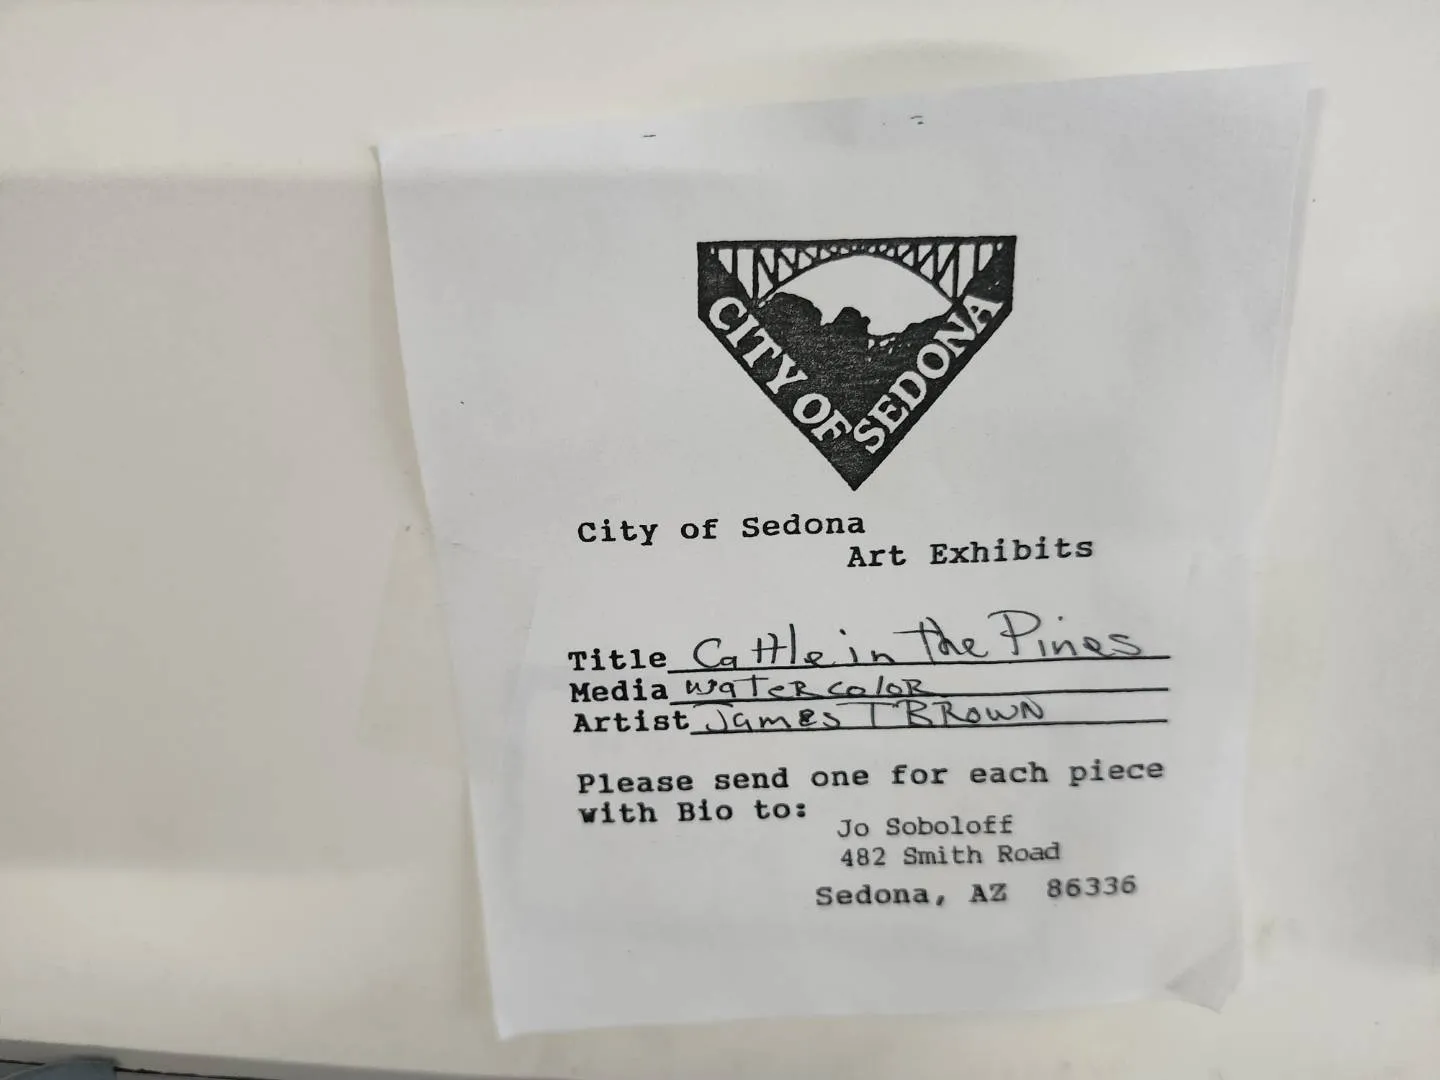 CITY OF SEDONA
City of Sedona
Art Exhibits
Title Cattle in the Pines
Media watercolor
Artist James T BROWN
Please send one for each piece
with Bio to:
Jo Soboloff
482 Smith Road
Sedona, AZ 86336